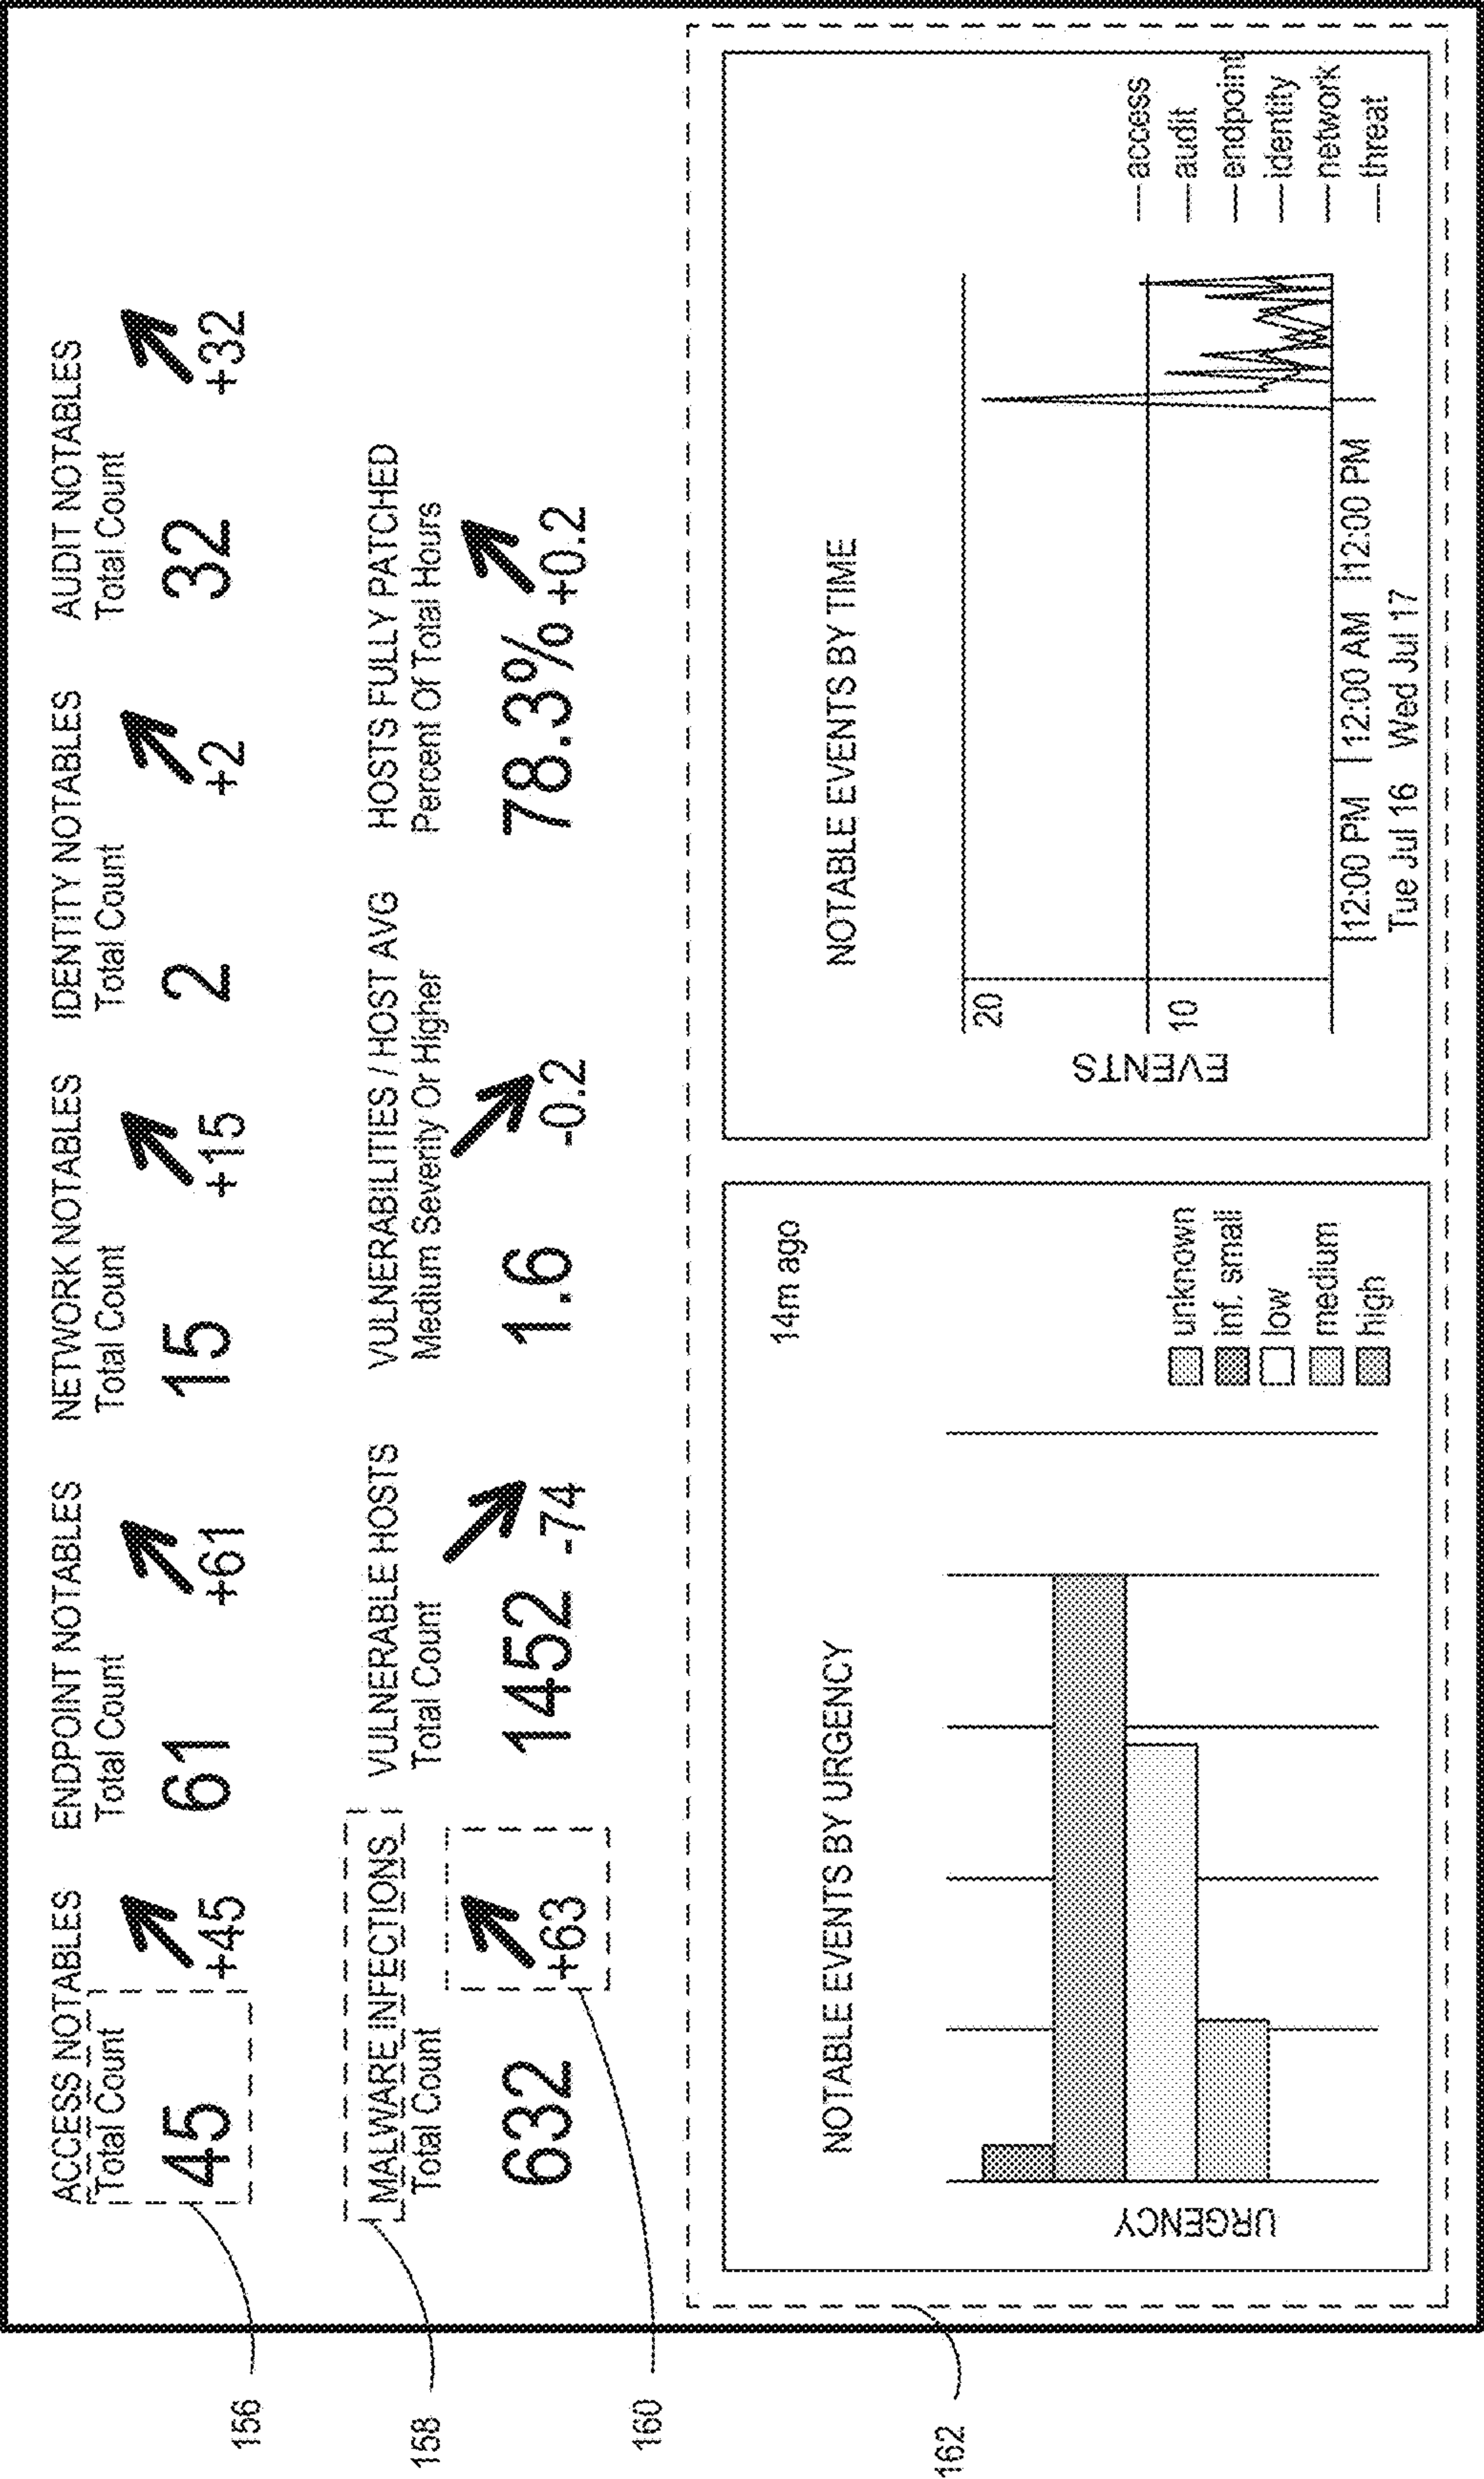 ACCESS NOTABLES
Total Count
45
+45
ENDPOINT NOTABLES
Total Count
61
+61
NETWORK NOTABLES
Total Count
15
+15
IDENTITY NOTABLES
Total Count
2
+2
AUDIT NOTABLES
Total Count
32
+32
MALWARE INFECTIONS
Total Count
632
+63
VULNERABLE HOSTS
Total Count
1452
-74
VULNERABILITIES / HOST AVG
Medium Severity Or Higher
1.6
-0.2
HOSTS FULLY PATCHED
Percent Of Total Hours
78.3%
+0.2
14m ago
NOTABLE EVENTS BY URGENCY
URGENCY
unknown
inf. small
low
medium
high
NOTABLE EVENTS BY TIME
EVENTS
20
10
12:00 PM
12:00 AM
12:00 PM
Tue Jul 16
Wed Jul 17
access
audit
endpoint
identity
network
threat
156
158
160
162